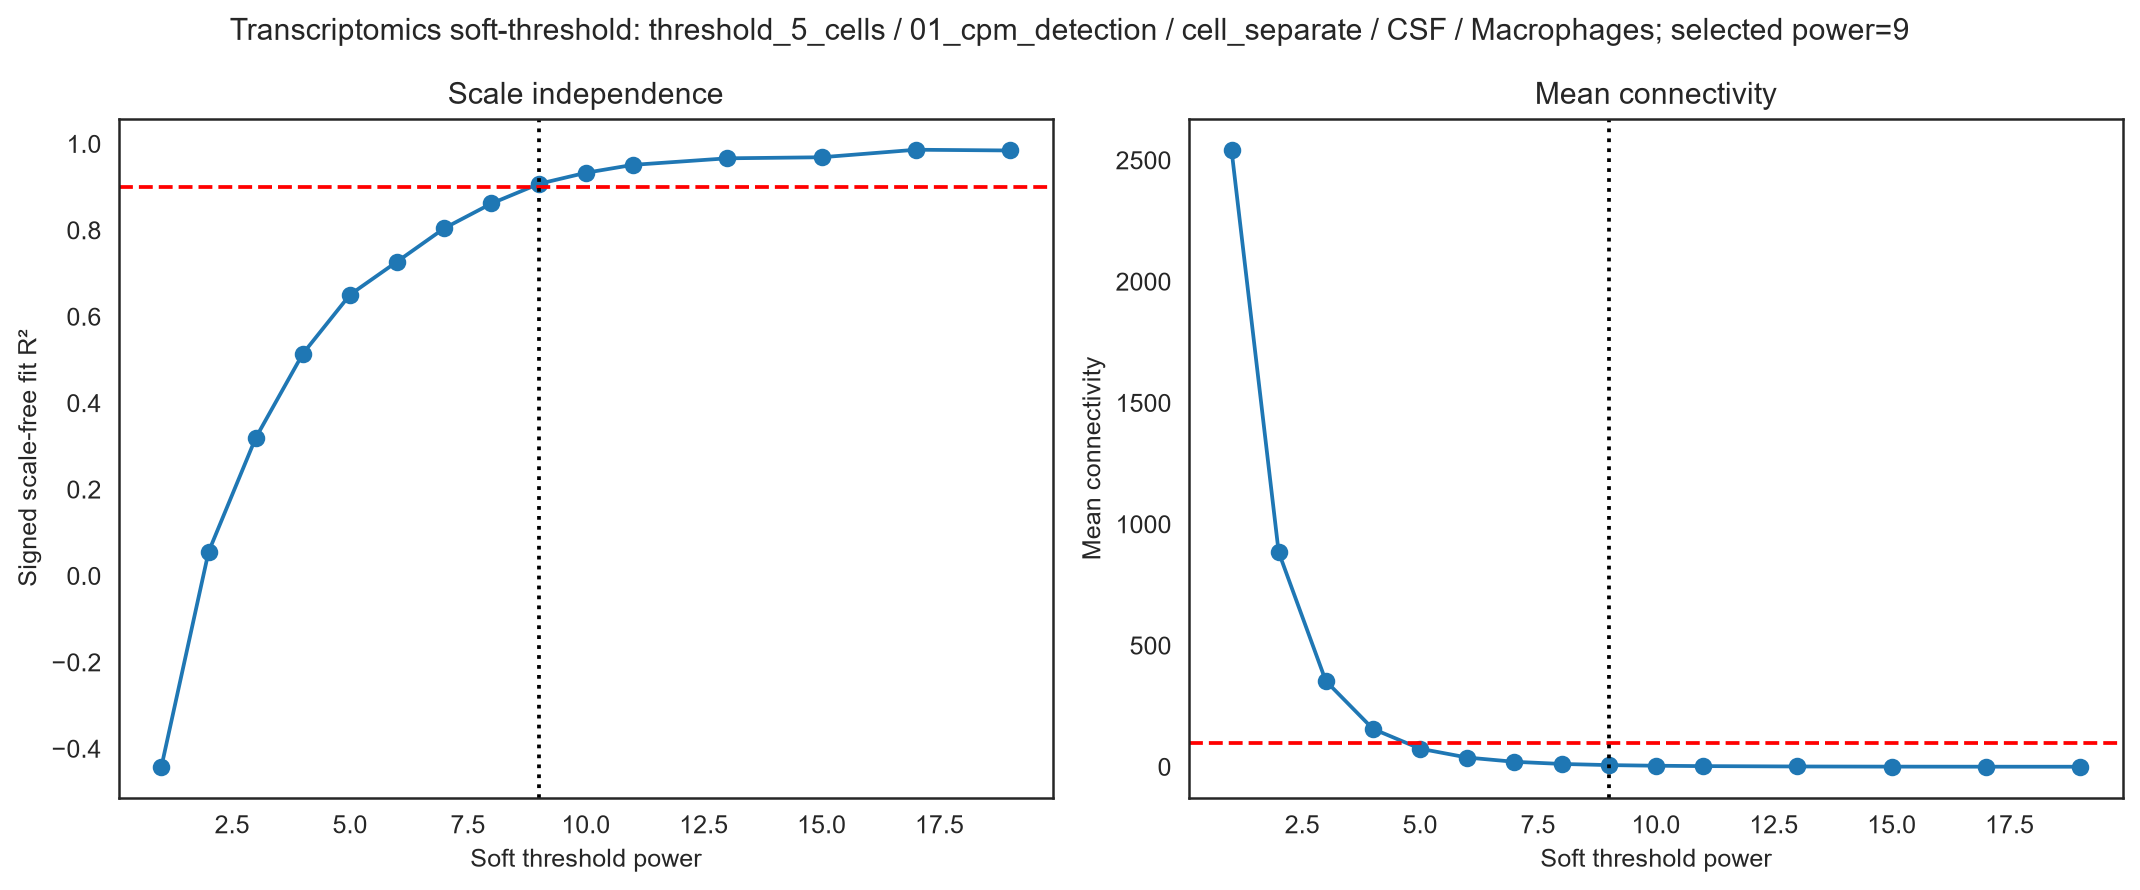 Transcriptomics soft-threshold: threshold_5_cells / 01_cpm_detection / cell_separate / CSF / Macrophages; selected power=9
Scale independence
Signed scale-free fit R²
1.0
0.8
0.6
0.4
0.2
0.0
−0.2
−0.4
2.5 5.0 7.5 10.0 12.5 15.0 17.5
Soft threshold power
Mean connectivity
Mean connectivity
2500
2000
1500
1000
500
0
2.5 5.0 7.5 10.0 12.5 15.0 17.5
Soft threshold power